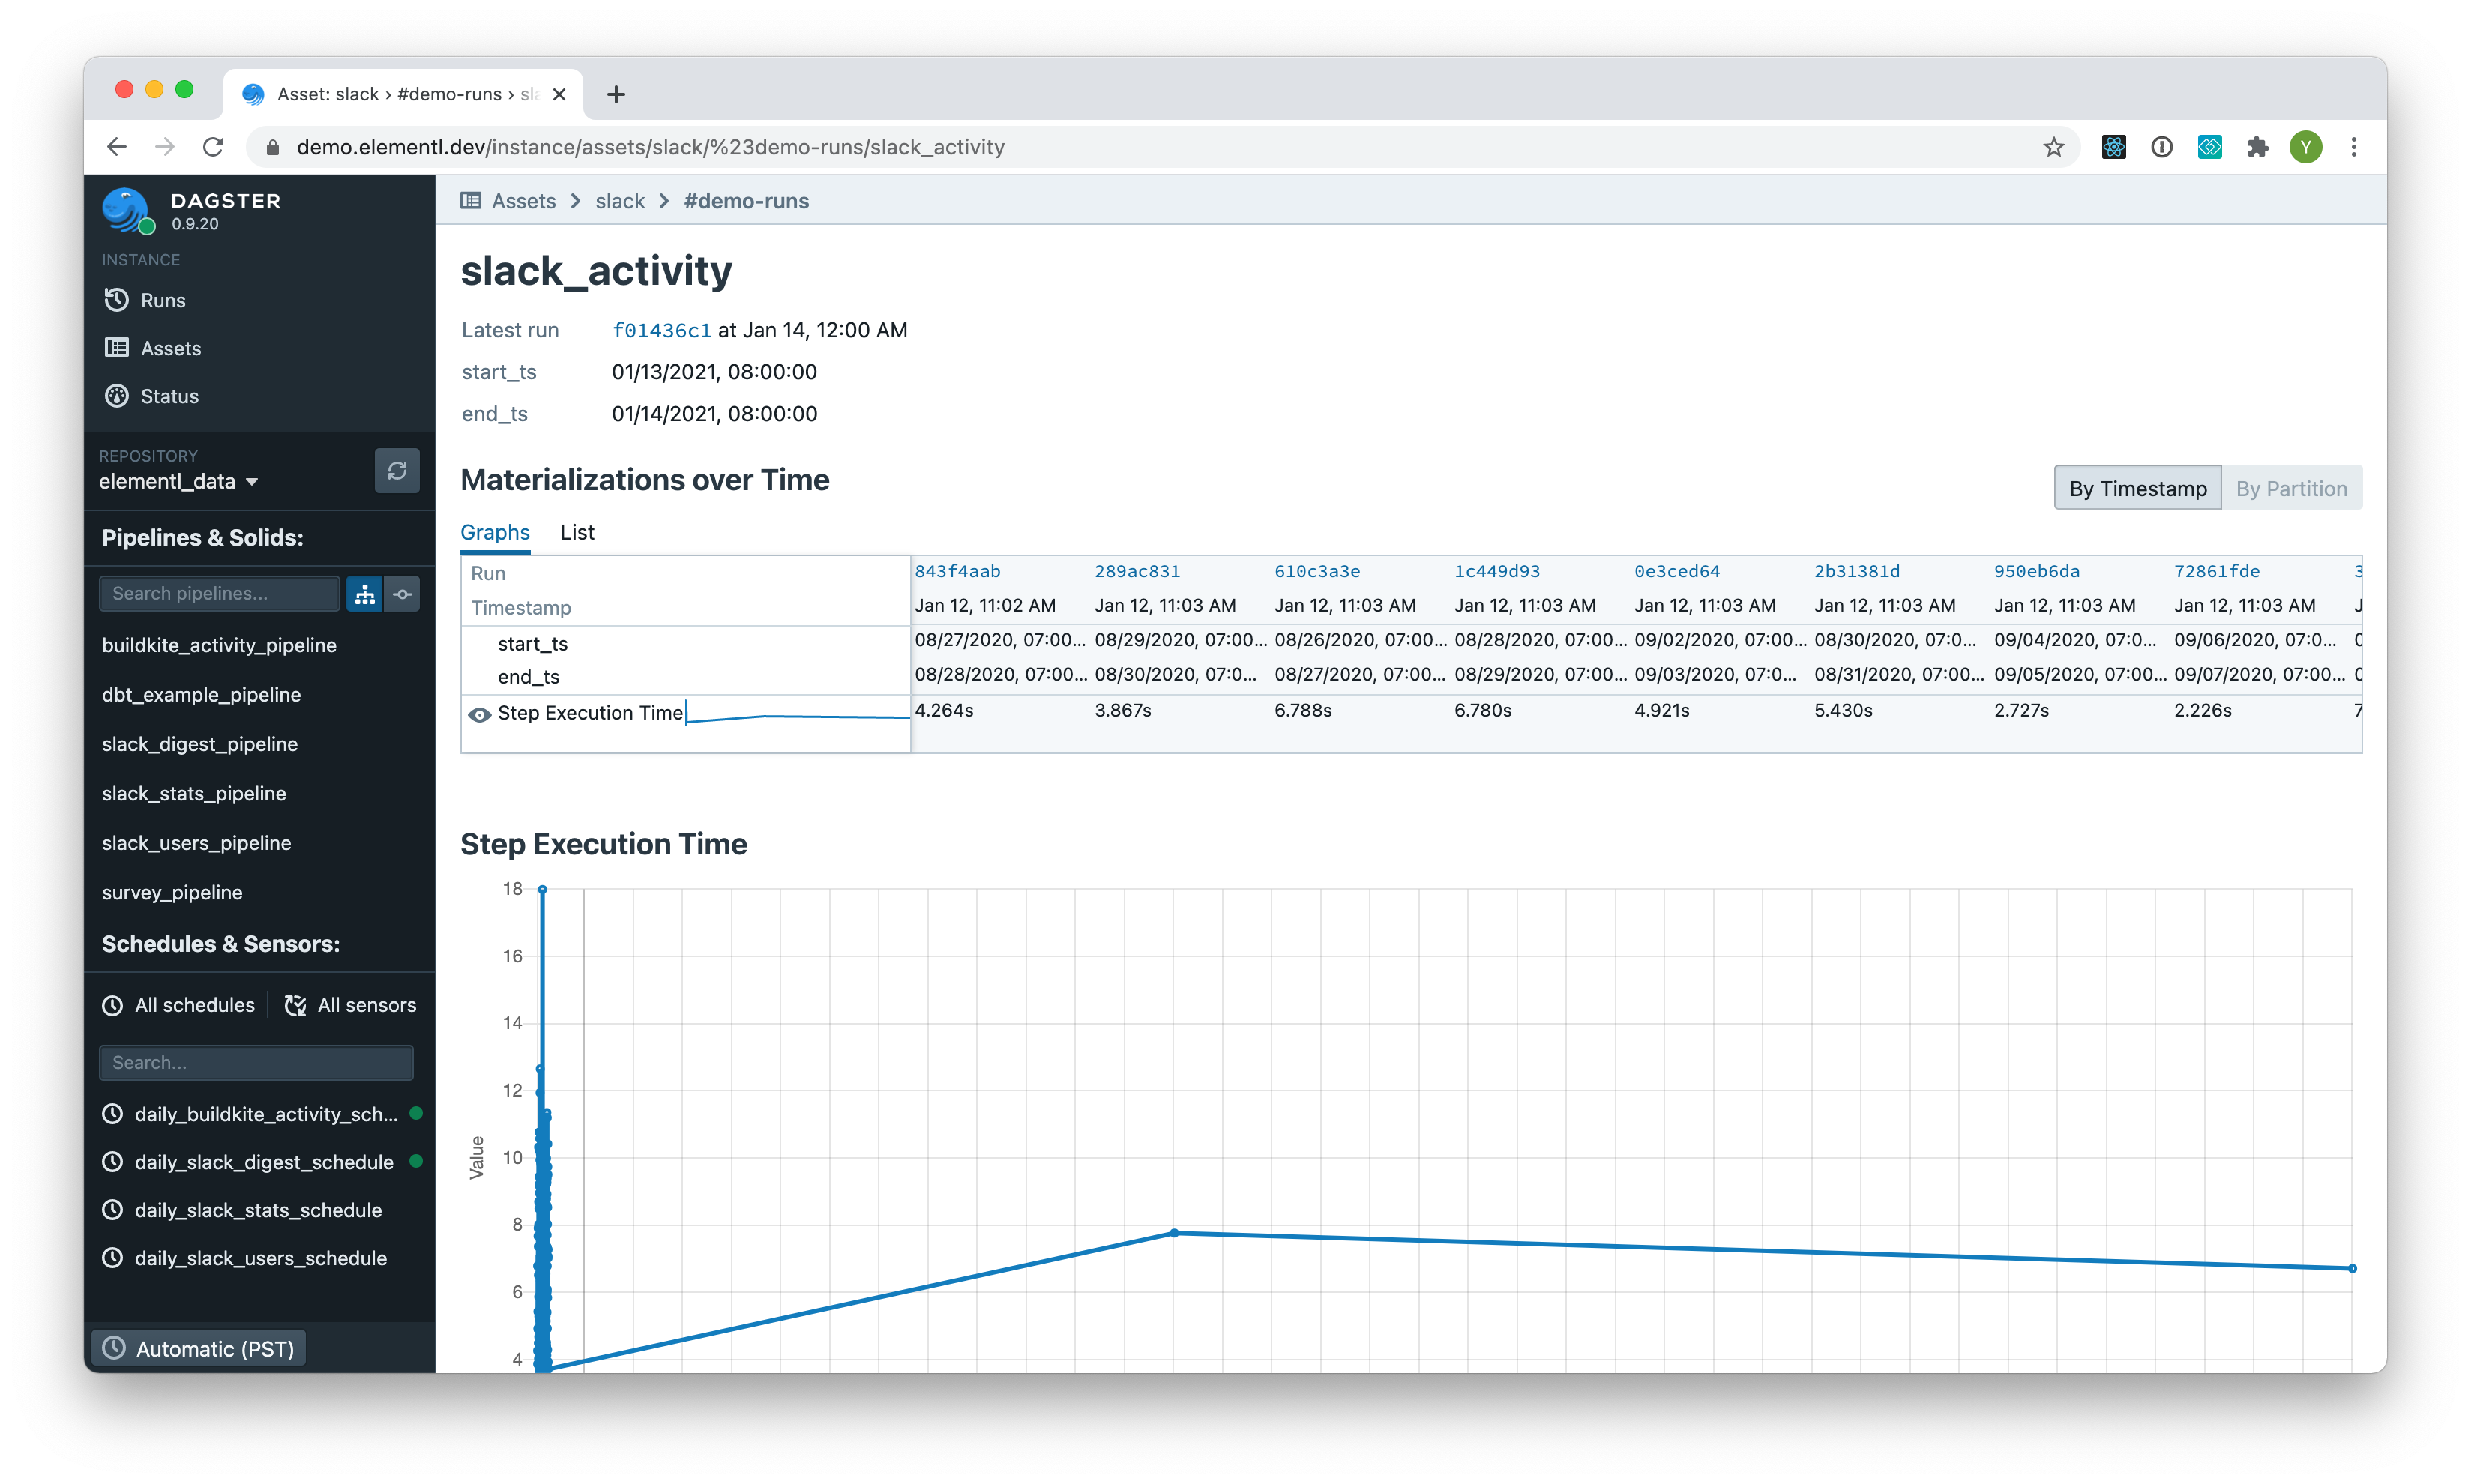 Asset: slack › #demo-runs › sla
demo.elementl.dev/instance/assets/slack/%23demo-runs/slack_activity
Y
DAGSTER
0.9.20
INSTANCE
Runs
Assets
Status
REPOSITORY
elementl_data
Pipelines & Solids:
Search pipelines...
buildkite_activity_pipeline
dbt_example_pipeline
slack_digest_pipeline
slack_stats_pipeline
slack_users_pipeline
survey_pipeline
Schedules & Sensors:
All schedules All sensors
Search...
daily_buildkite_activity_sch...
daily_slack_digest_schedule
daily_slack_stats_schedule
daily_slack_users_schedule
Automatic (PST)
Assets > slack > #demo-runs
slack_activity
Latest run f01436c1 at Jan 14, 12:00 AM
start_ts 01/13/2021, 08:00:00
end_ts 01/14/2021, 08:00:00
Materializations over Time
By Timestamp By Partition
Graphs List
Run 843f4aab 289ac831 610c3a3e 1c449d93 0e3ced64 2b31381d 950eb6da 72861fde 3
Timestamp Jan 12, 11:02 AM Jan 12, 11:03 AM Jan 12, 11:03 AM Jan 12, 11:03 AM Jan 12, 11:03 AM Jan 12, 11:03 AM Jan 12, 11:03 AM Jan 12, 11:03 AM
start_ts 08/27/2020, 07:00... 08/29/2020, 07:00... 08/26/2020, 07:00... 08/28/2020, 07:00... 09/02/2020, 07:00... 08/30/2020, 07:0... 09/04/2020, 07:0... 09/06/2020, 07:0...
end_ts 08/28/2020, 07:00... 08/30/2020, 07:0... 08/27/2020, 07:00... 08/29/2020, 07:00... 09/03/2020, 07:0... 08/31/2020, 07:00... 09/05/2020, 07:00... 09/07/2020, 07:00...
Step Execution Time 4.264s 3.867s 6.788s 6.780s 4.921s 5.430s 2.727s 2.226s 7
Step Execution Time
18
16
14
12
10
8
6
4
Value